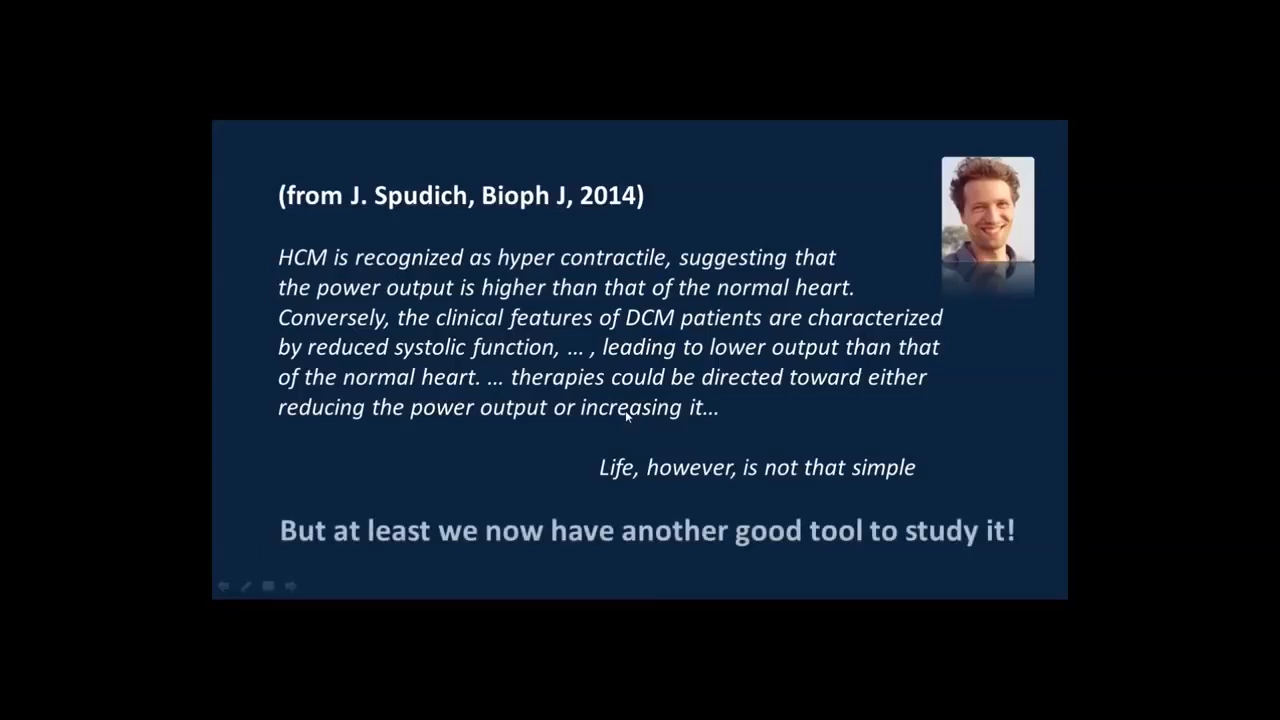 (from J. Spudich, Bioph J, 2014)
HCM is recognized as hyper contractile, suggesting that
the power output is higher than that of the normal heart.
Conversely, the clinical features of DCM patients are characterized
by reduced systolic function, ... , leading to lower output than that
of the normal heart. ... therapies could be directed toward either
reducing the power output or increasing it...
Life, however, is not that simple
But at least we now have another good tool to study it!